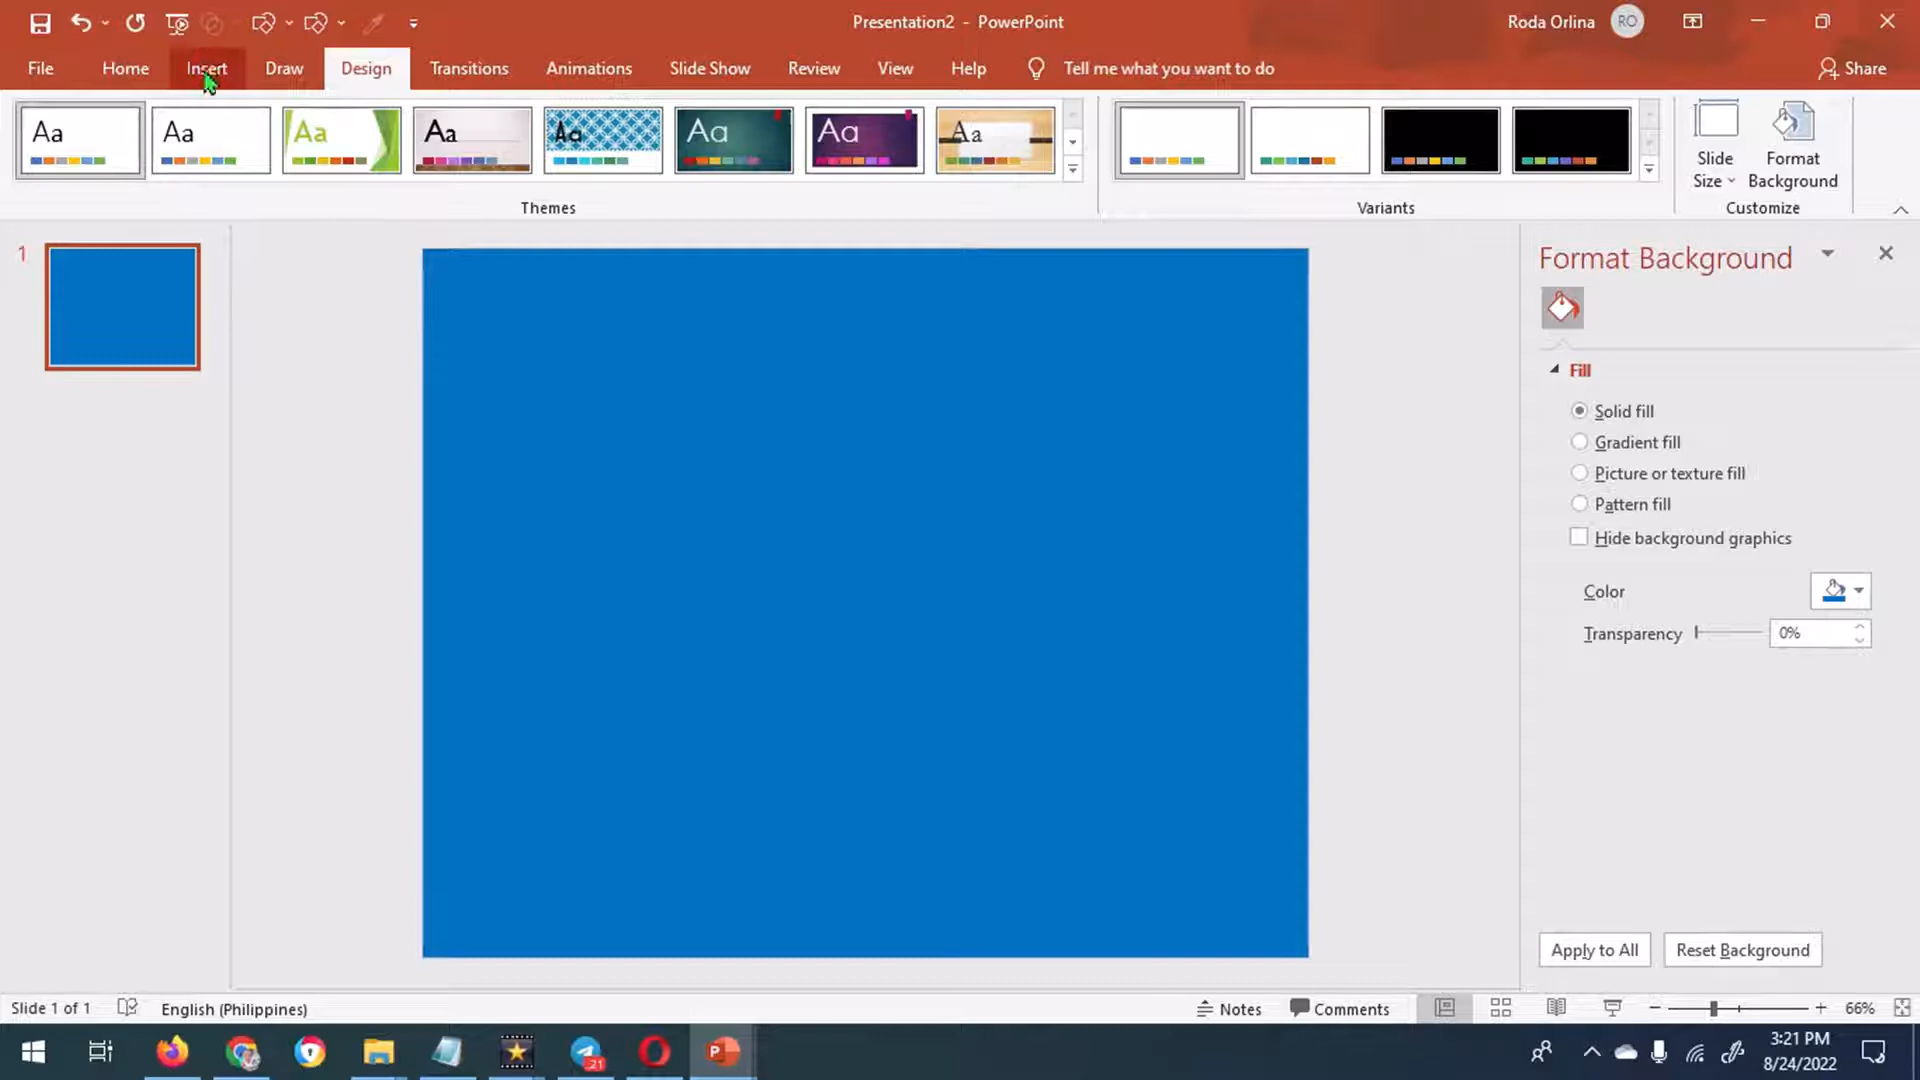 Presentation2 - PowerPoint
Roda Orlina
RO
File
Home
Insert
Draw
Design
Transitions
Animations
Slide Show
Review
View
Help
Tell me what you want to do
Share
Aa
Aa
Aa
Aa
Aa
Aa
Aa
Aa
Slide
Size
Format
Background
Themes
Variants
Customize
1
Format Background
Fill
Solid fill
Gradient fill
Picture or texture fill
Pattern fill
Hide background graphics
Color
Transparency
0%
Apply to All
Reset Background
Slide 1 of 1
English (Philippines)
Notes
Comments
66%
21
P
3:21 PM
8/24/2022